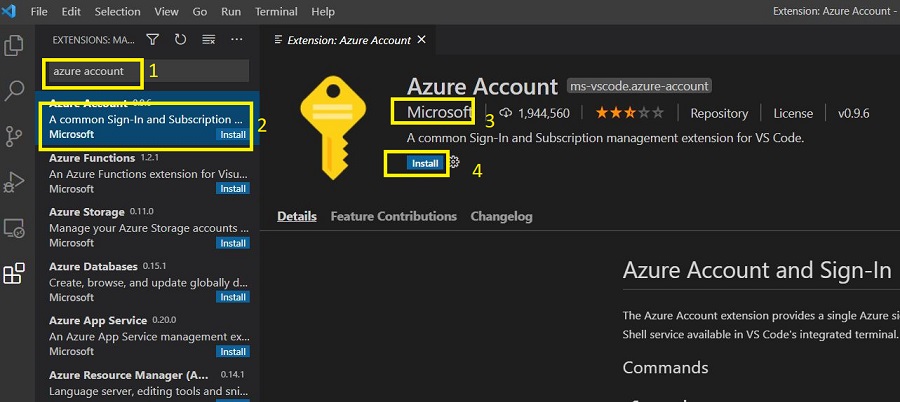 File Edit Selection View Go Run Terminal Help Extension: Azure Account -
EXTENSIONS: MA... ...
Extension: Azure Account
azure account
1
Azure Account 0.9.6
A common Sign-In and Subscription ...
Microsoft Install
2
Azure Functions 1.2.1
An Azure Functions extension for Visu...
Microsoft Install
Azure Storage 0.11.0
Manage your Azure Storage accounts ...
Microsoft Install
Azure Databases 0.15.1
Create, browse, and update globally d...
Microsoft Install
Azure App Service 0.20.0
An Azure App Service management ex...
Microsoft Install
Azure Resource Manager (A... 0.14.1
Language server, editing tools and sni...
Azure Account ms-vscode.azure-account
Microsoft 3 1,944,560 Repository License v0.9.6
A common Sign-In and Subscription management extension for VS Code.
Install 4
Details Feature Contributions Changelog
Azure Account and Sign-In
The Azure Account extension provides a single Azure si
Shell service available in VS Code's integrated terminal.
Commands